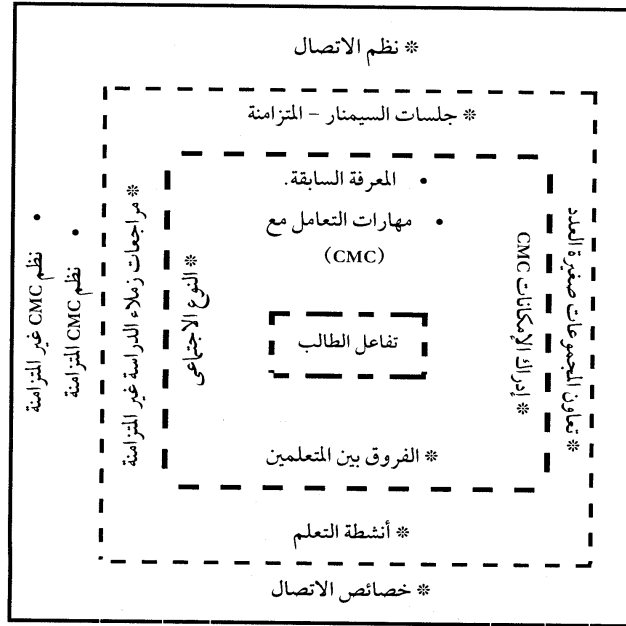 ❊ نظم الاتصال
❊ جلسات السيمنار – المتزامنة
• المعرفة السابقة.
• مهارات التعامل مع
(CMC)
❊ تعاون المجموعات صغيرة العدد
❊ إدراك الإمكانات CMC
تفاعل الطالب
❊ النوع الاجتماعى
❊ مراجعات زملاء الدراسة غير المتزامنة
• نظم CMC المتزامنة
• نظم CMC غير المتزامنة
❊ الفروق بين المتعلمين
❊ أنشطة التعلم
❊ خصائص الاتصال